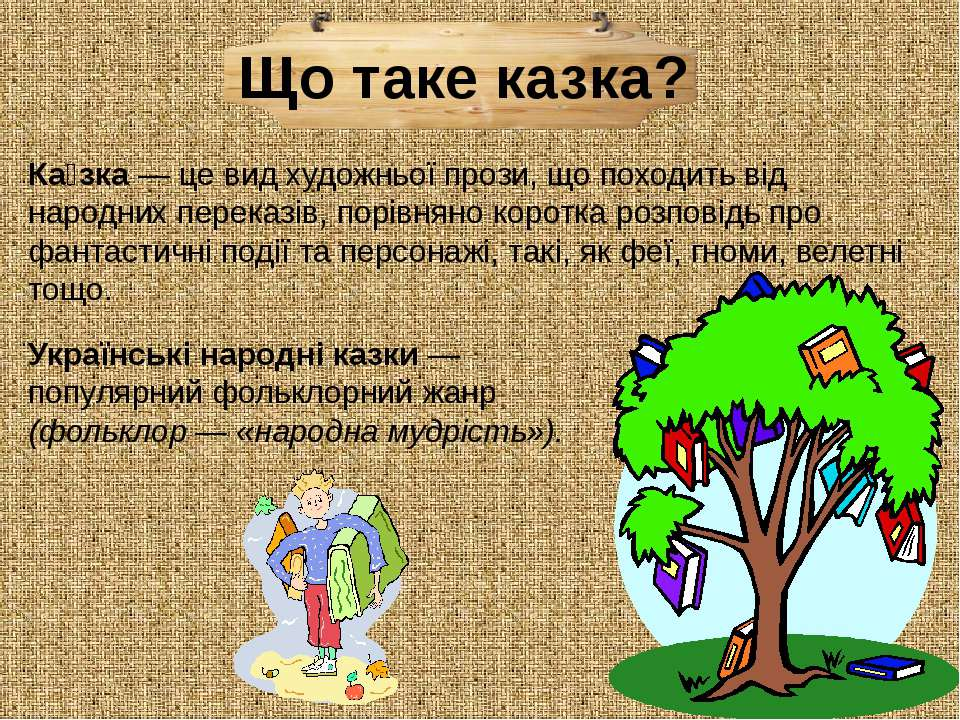 Що таке казка?
Ка́зка — це вид художньої прози, що походить від
народних переказів, порівняно коротка розповідь про
фантастичні події та персонажі, такі, як феї, гноми, велетні
тощо.
Українські народні казки —
популярний фольклорний жанр
(фольклор — «народна мудрість»).